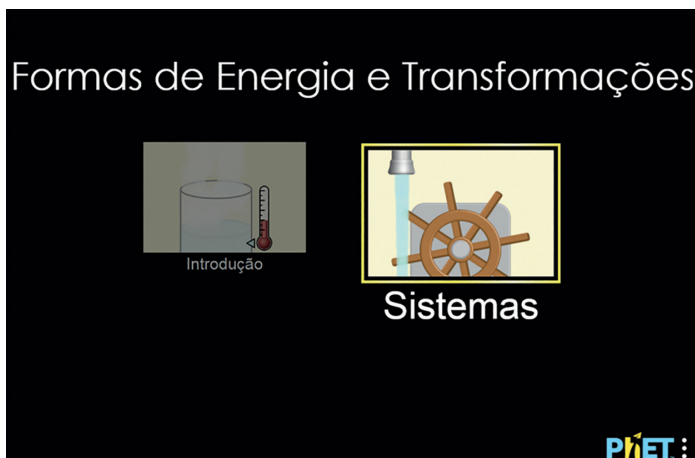 Formas de Energia e Transformações
Introdução
Sistemas
PhET